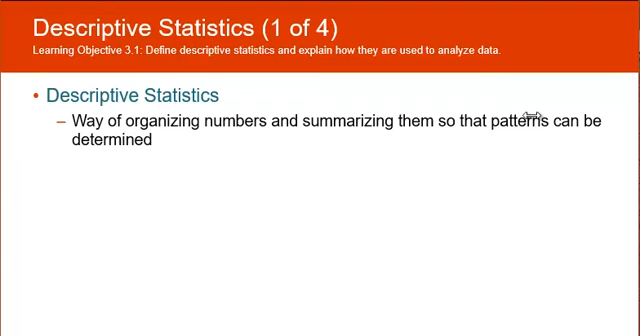 Descriptive Statistics (1 of 4)
Learning Objective 3.1: Define descriptive statistics and explain how they are used to analyze data.
• Descriptive Statistics
– Way of organizing numbers and summarizing them so that patterns can be
determined